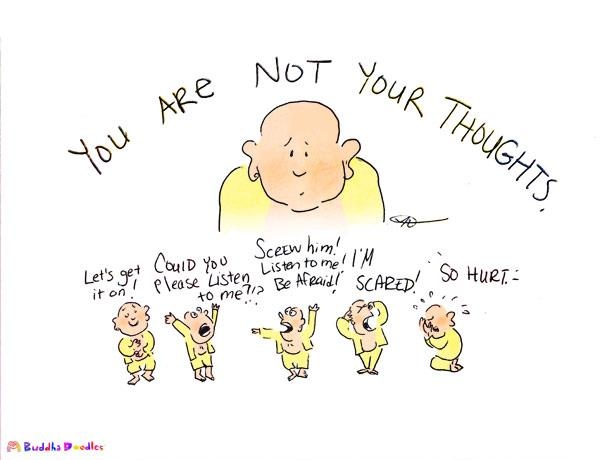 YOU ARE NOT YOUR THOUGHTS.
Let's get
it on!
COULD YOU
Please Listen
to me?!?
SCREW him!
Listen to me!
Be Afraid!
I'M
SCARED!
SO HURT.
Buddha Doodles